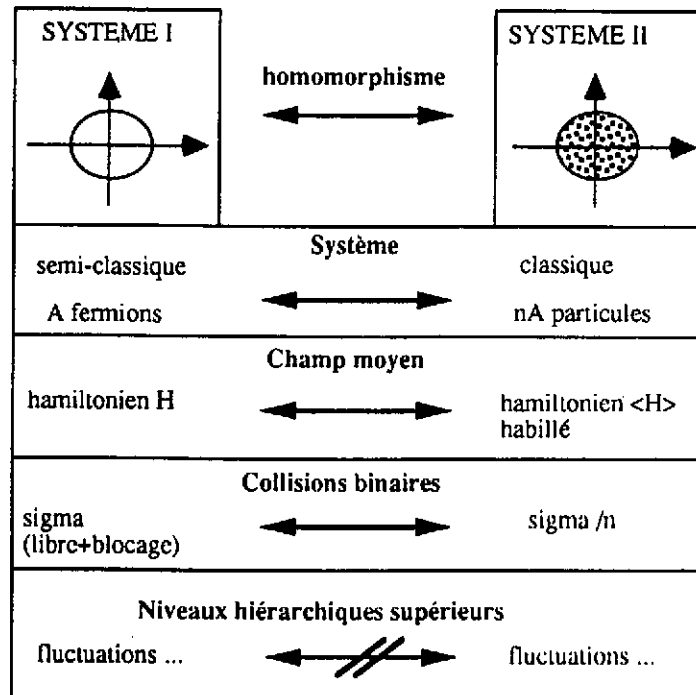 SYSTEME I
SYSTEME II
homomorphisme
Système
semi-classique
classique
A fermions
nA particules
Champ moyen
hamiltonien H
hamiltonien <H>
habillé
Collisions binaires
sigma
(libre+blocage)
sigma /n
Niveaux hiérarchiques supérieurs
fluctuations ...
fluctuations ...